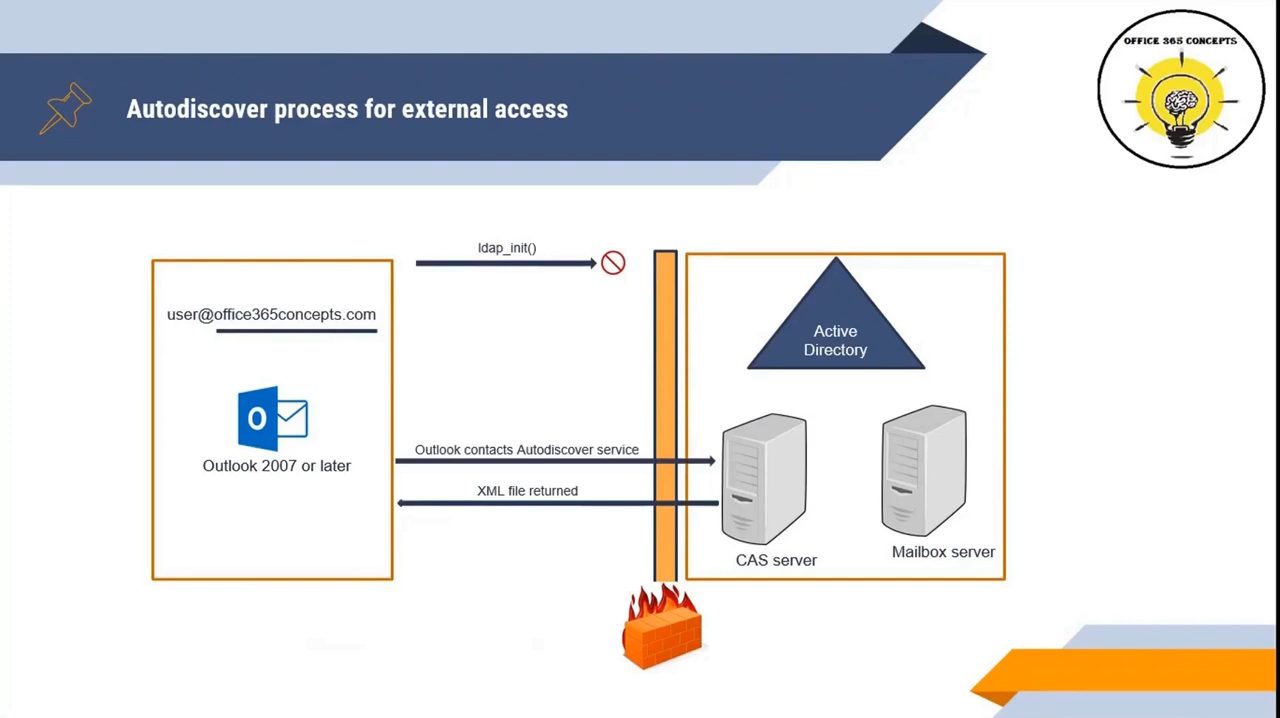 OFFICE 365 CONCEPTS
Autodiscover process for external access
ldap_init()
user@office365concepts.com
Active
Directory
O
Outlook 2007 or later
Outlook contacts Autodiscover service
XML file returned
CAS server
Mailbox server